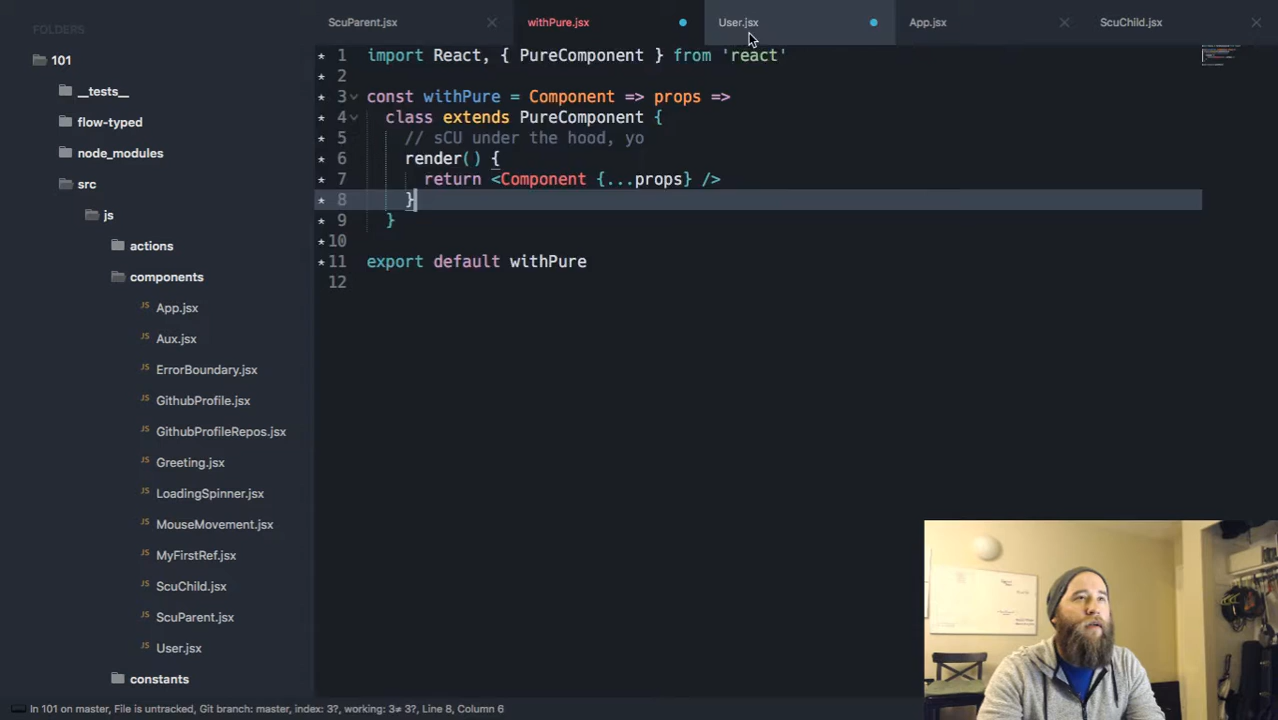 FOLDERS
101
__tests__
flow-typed
node_modules
src
js
actions
components
App.jsx
Aux.jsx
ErrorBoundary.jsx
GithubProfile.jsx
GithubProfileRepos.jsx
Greeting.jsx
LoadingSpinner.jsx
MouseMovement.jsx
MyFirstRef.jsx
ScuChild.jsx
ScuParent.jsx
User.jsx
constants
ScuParent.jsx withPure.jsx User.jsx App.jsx ScuChild.jsx
* 1 import React, { PureComponent } from 'react'
* 2
* 3 const withPure = Component => props =>
* 4 class extends PureComponent {
* 5 // sCU under the hood, yo
* 6 render() {
* 7 return <Component {...props} />
* 8 }
* 9 }
* 10
* 11 export default withPure
12
In 101 on master, File is untracked, Git branch: master, index: 3?, working: 3≠ 3?, Line 8, Column 6